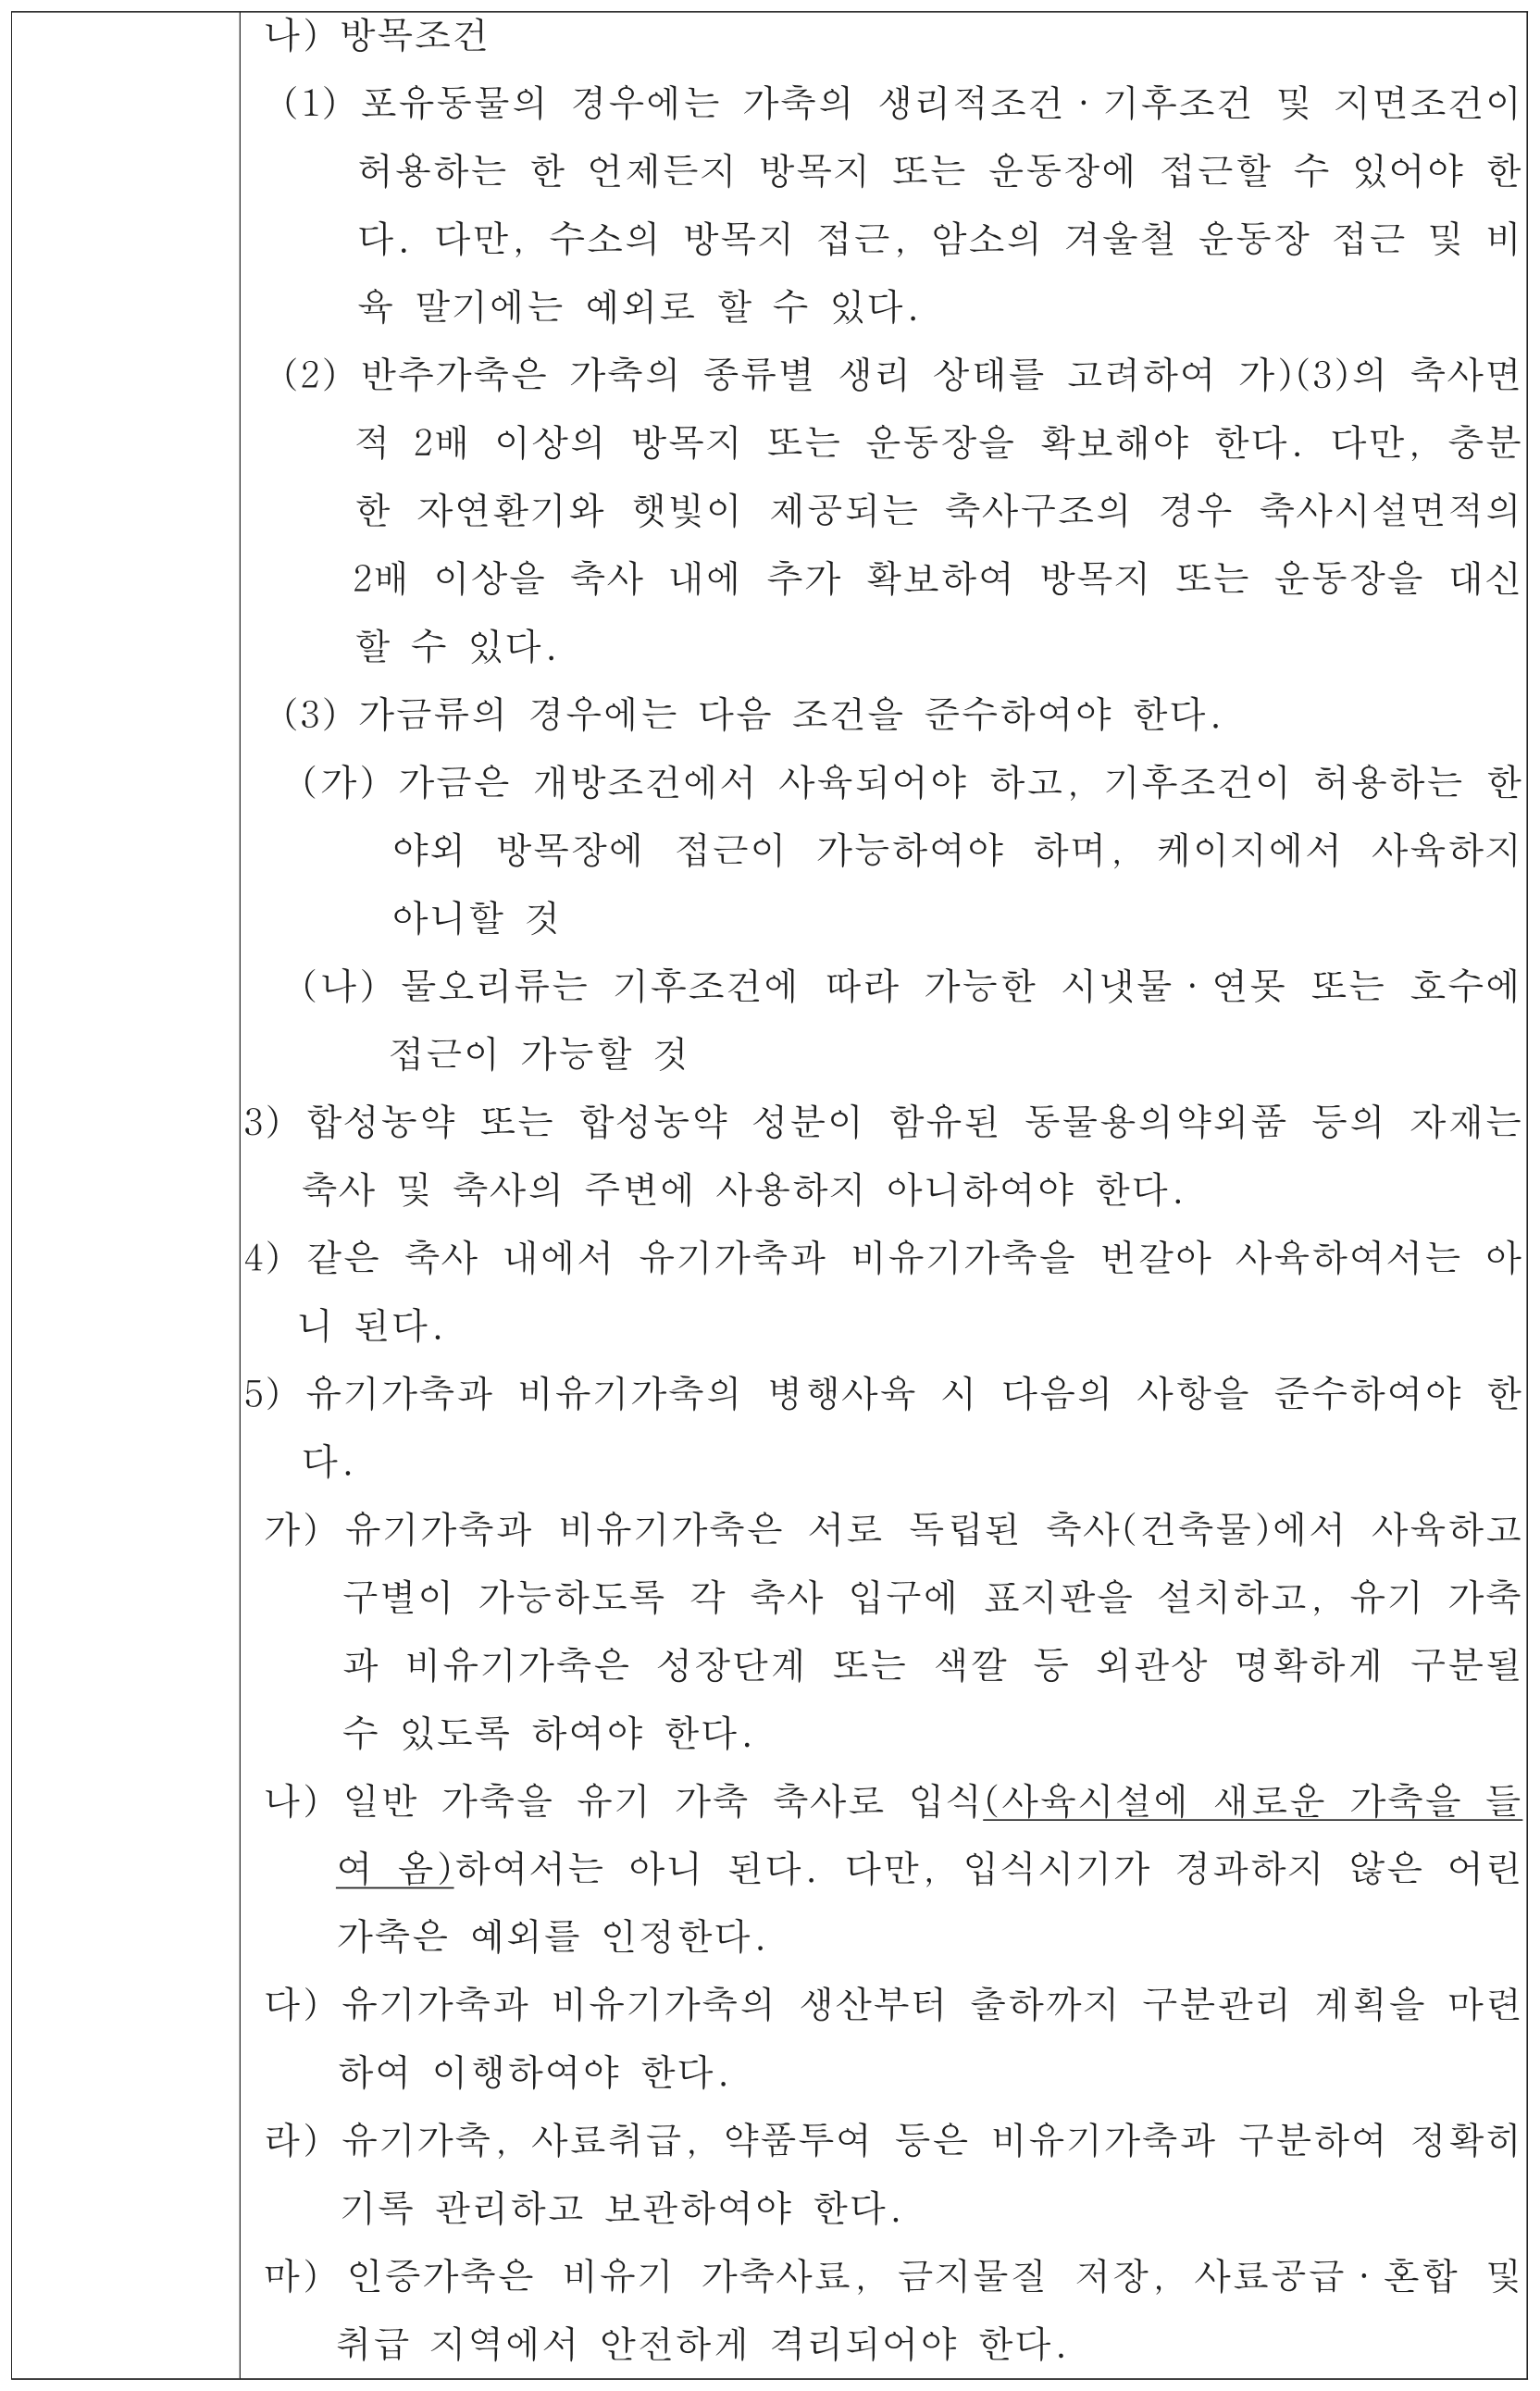 나) 방목조건
(1) 포유동물의 경우에는 가축의 생리적조건·기후조건 및 지면조건이
허용하는 한 언제든지 방목지 또는 운동장에 접근할 수 있어야 한
다. 다만, 수소의 방목지 접근, 암소의 겨울철 운동장 접근 및 비
육 말기에는 예외로 할 수 있다.
(2) 반추가축은 가축의 종류별 생리 상태를 고려하여 가)(3)의 축사면
적 2배 이상의 방목지 또는 운동장을 확보해야 한다. 다만, 충분
한 자연환기와 햇빛이 제공되는 축사구조의 경우 축사시설면적의
2배 이상을 축사 내에 추가 확보하여 방목지 또는 운동장을 대신
할 수 있다.
(3) 가금류의 경우에는 다음 조건을 준수하여야 한다.
(가) 가금은 개방조건에서 사육되어야 하고, 기후조건이 허용하는 한
야외 방목장에 접근이 가능하여야 하며, 케이지에서 사육하지
아니할 것
(나) 물오리류는 기후조건에 따라 가능한 시냇물·연못 또는 호수에
접근이 가능할 것
3) 합성농약 또는 합성농약 성분이 함유된 동물용의약외품 등의 자재는
축사 및 축사의 주변에 사용하지 아니하여야 한다.
4) 같은 축사 내에서 유기가축과 비유기가축을 번갈아 사육하여서는 아
니 된다.
5) 유기가축과 비유기가축의 병행사육 시 다음의 사항을 준수하여야 한
다.
가) 유기가축과 비유기가축은 서로 독립된 축사(건축물)에서 사육하고
구별이 가능하도록 각 축사 입구에 표지판을 설치하고, 유기 가축
과 비유기가축은 성장단계 또는 색깔 등 외관상 명확하게 구분될
수 있도록 하여야 한다.
나) 일반 가축을 유기 가축 축사로 입식(사육시설에 새로운 가축을 들
여 옴)하여서는 아니 된다. 다만, 입식시기가 경과하지 않은 어린
가축은 예외를 인정한다.
다) 유기가축과 비유기가축의 생산부터 출하까지 구분관리 계획을 마련
하여 이행하여야 한다.
라) 유기가축, 사료취급, 약품투여 등은 비유기가축과 구분하여 정확히
기록 관리하고 보관하여야 한다.
마) 인증가축은 비유기 가축사료, 금지물질 저장, 사료공급·혼합 및
취급 지역에서 안전하게 격리되어야 한다.